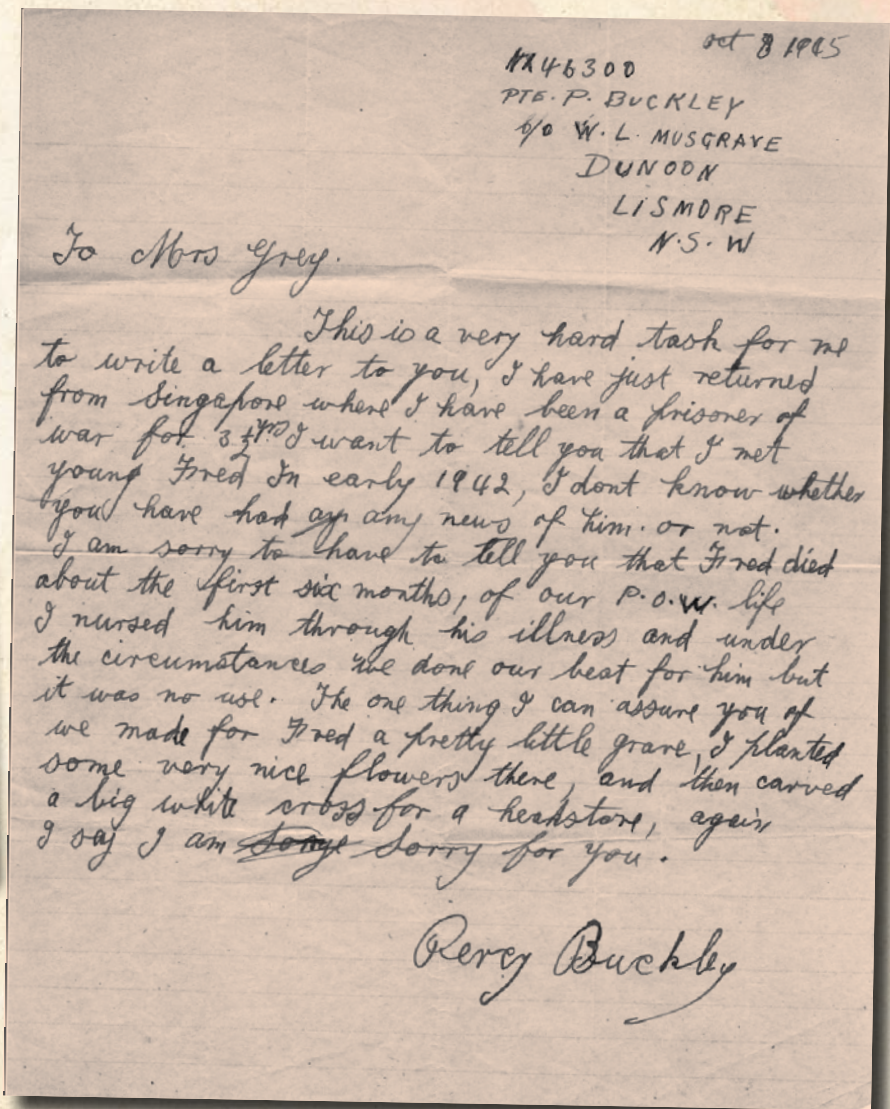 Oct 8 1945
NX46300
PTE. P. BUCKLEY
c/o W. L. MUSGRAVE
DUNOON
LISMORE
N.S.W
To Mrs Grey.
This is a very hard task for me
to write a letter to you, I have just returned
from Singapore where I have been a prisoner of
war for 3½ yrs I want to tell you that I met
young Fred In early 1942, I dont know whether
you have had any news of him. or not.
I am sorry to have to tell you that Fred died
about the first six months, of our P.O.W. life
I nursed him through his illness and under
the circumstances we done our best for him but
it was no use. The one thing I can assure you of
we made for Fred a pretty little grave, I planted
some very nice flowers there, and then carved
a big white cross for a headstone, again
I say I am sorry for you.
Percy Buckley